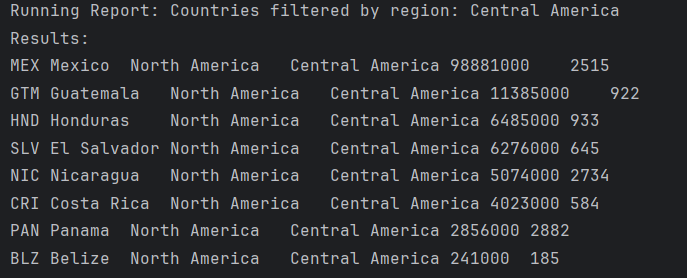 Running Report: Countries filtered by region: Central America
Results:
MEX Mexico  North America   Central America 98881000    2515
GTM Guatemala   North America   Central America 11385000    922
HND Honduras    North America   Central America 6485000 933
SLV El Salvador North America   Central America 6276000 645
NIC Nicaragua   North America   Central America 5074000 2734
CRI Costa Rica  North America   Central America 4023000 584
PAN Panama  North America   Central America 2856000 2882
BLZ Belize  North America   Central America 241000  185